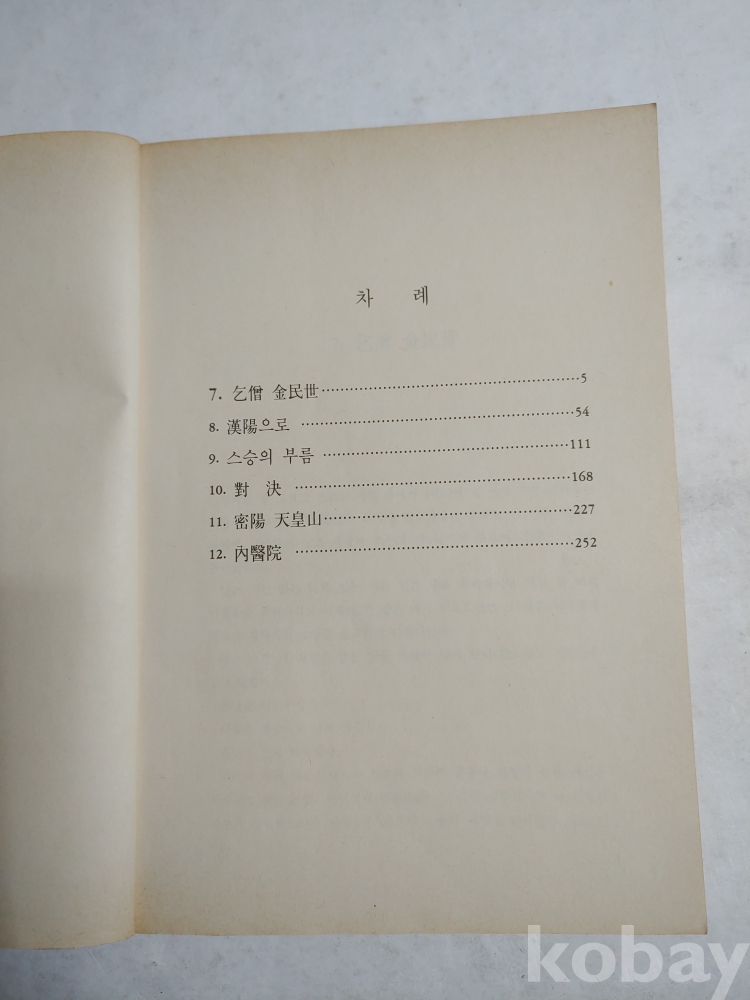 차 례
7. 乞僧 金民世 5
8. 漢陽으로 54
9. 스승의 부름 111
10. 對 決 168
11. 密陽 天皇山 227
12. 內醫院 252
kobay